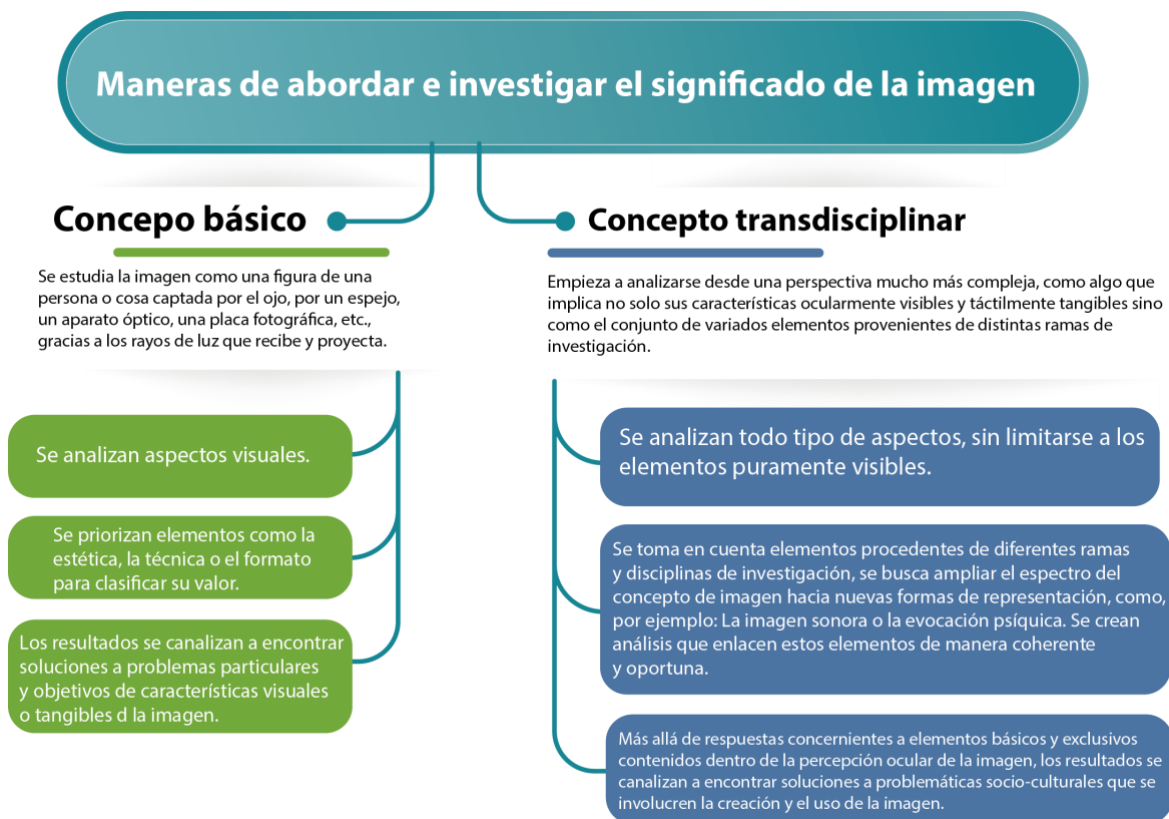 Maneras de abordar e investigar el significado de la imagen
Concepo básico
Se estudia la imagen como una figura de una
persona o cosa captada por el ojo, por un espejo,
un aparato óptico, una placa fotográfica, etc.,
gracias a los rayos de luz que recibe y proyecta.
Se analizan aspectos visuales.
Se priorizan elementos como la
estética, la técnica o el formato
para clasificar su valor.
Los resultados se canalizan a encontrar
soluciones a problemas particulares
y objetivos de características visuales
o tangibles d la imagen.
Concepto transdisciplinar
Empieza a analizarse desde una perspectiva mucho más compleja, como algo que
implica no solo sus características ocularmente visibles y táctilmente tangibles sino
como el conjunto de variados elementos provenientes de distintas ramas de
investigación.
Se analizan todo tipo de aspectos, sin limitarse a los
elementos puramente visibles.
Se toma en cuenta elementos procedentes de diferentes ramas
y disciplinas de investigación, se busca ampliar el espectro del
concepto de imagen hacia nuevas formas de representación, como,
por ejemplo: La imagen sonora o la evocación psíquica. Se crean
análisis que enlacen estos elementos de manera coherente
y oportuna.
Más allá de respuestas concernientes a elementos básicos y exclusivos
contenidos dentro de la percepción ocular de la imagen, los resultados se
canalizan a encontrar soluciones a problemáticas socio-culturales que se
involucren la creación y el uso de la imagen.